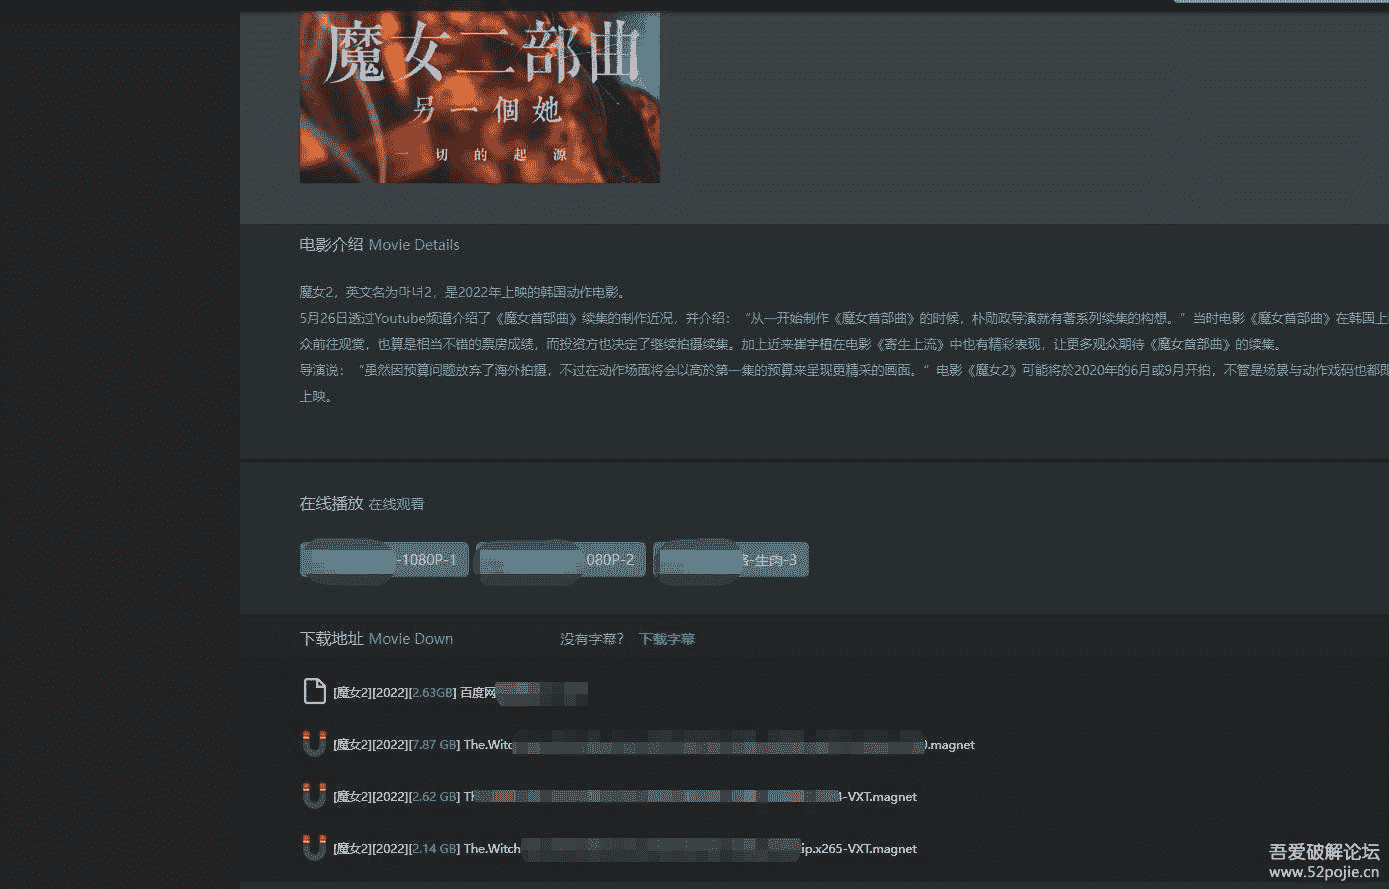 魔女二部曲
另一個她
一切的起源
电影介绍 Movie Details
魔女2，英文名为마녀2，是2022年上映的韩国动作电影。
5月26日透过Youtube频道介绍了《魔女首部曲》续集的制作近况，并介绍：“从一开始制作《魔女首部曲》的时候，朴勋政导演就有著系列续集的构想。”当时电影《魔女首部曲》在韩国上
众前往观赏，也算是相当不错的票房成绩，而投资方也决定了继续拍摄续集。加上近来崔宇植在电影《寄生上流》中也有精彩表现，让更多观众期待《魔女首部曲》的续集。
导演说：“虽然因预算问题放弃了海外拍摄，不过在动作场面将会以高於第一集的预算来呈现更精采的画面。”电影《魔女2》可能将於2020年的6月或9月开拍，不管是场景与动作戏码也都
上映。
在线播放 在线观看
-1080P-1 080P-2 -生肉-3
下载地址 Movie Down 没有字幕？ 下载字幕
[魔女2][2022][2.63GB] 百度网
[魔女2][2022][7.87 GB] The.Witc .magnet
[魔女2][2022][2.62 GB] Th -VXT.magnet
[魔女2][2022][2.14 GB] The.Witch ip.x265-VXT.magnet
吾爱破解论坛
www.52pojie.cn